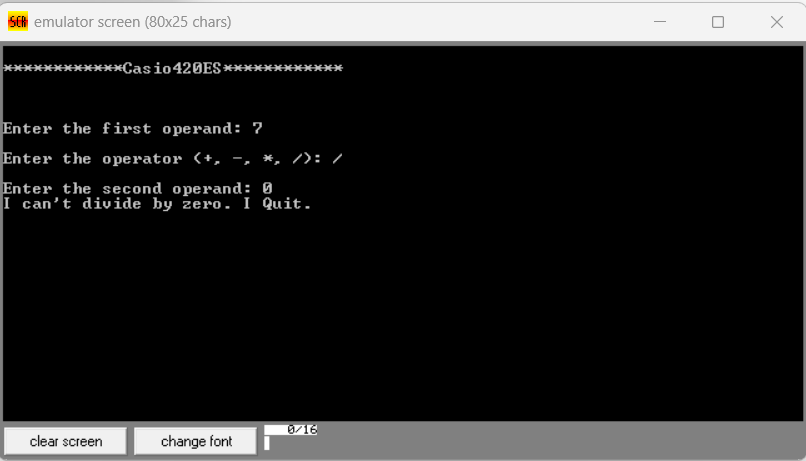 SCR emulator screen (80x25 chars)
************Casio420ES************
Enter the first operand: 7
Enter the operator (+, -, *, /): /
Enter the second operand: 0
I can't divide by zero. I Quit.
clear screen change font 0/16